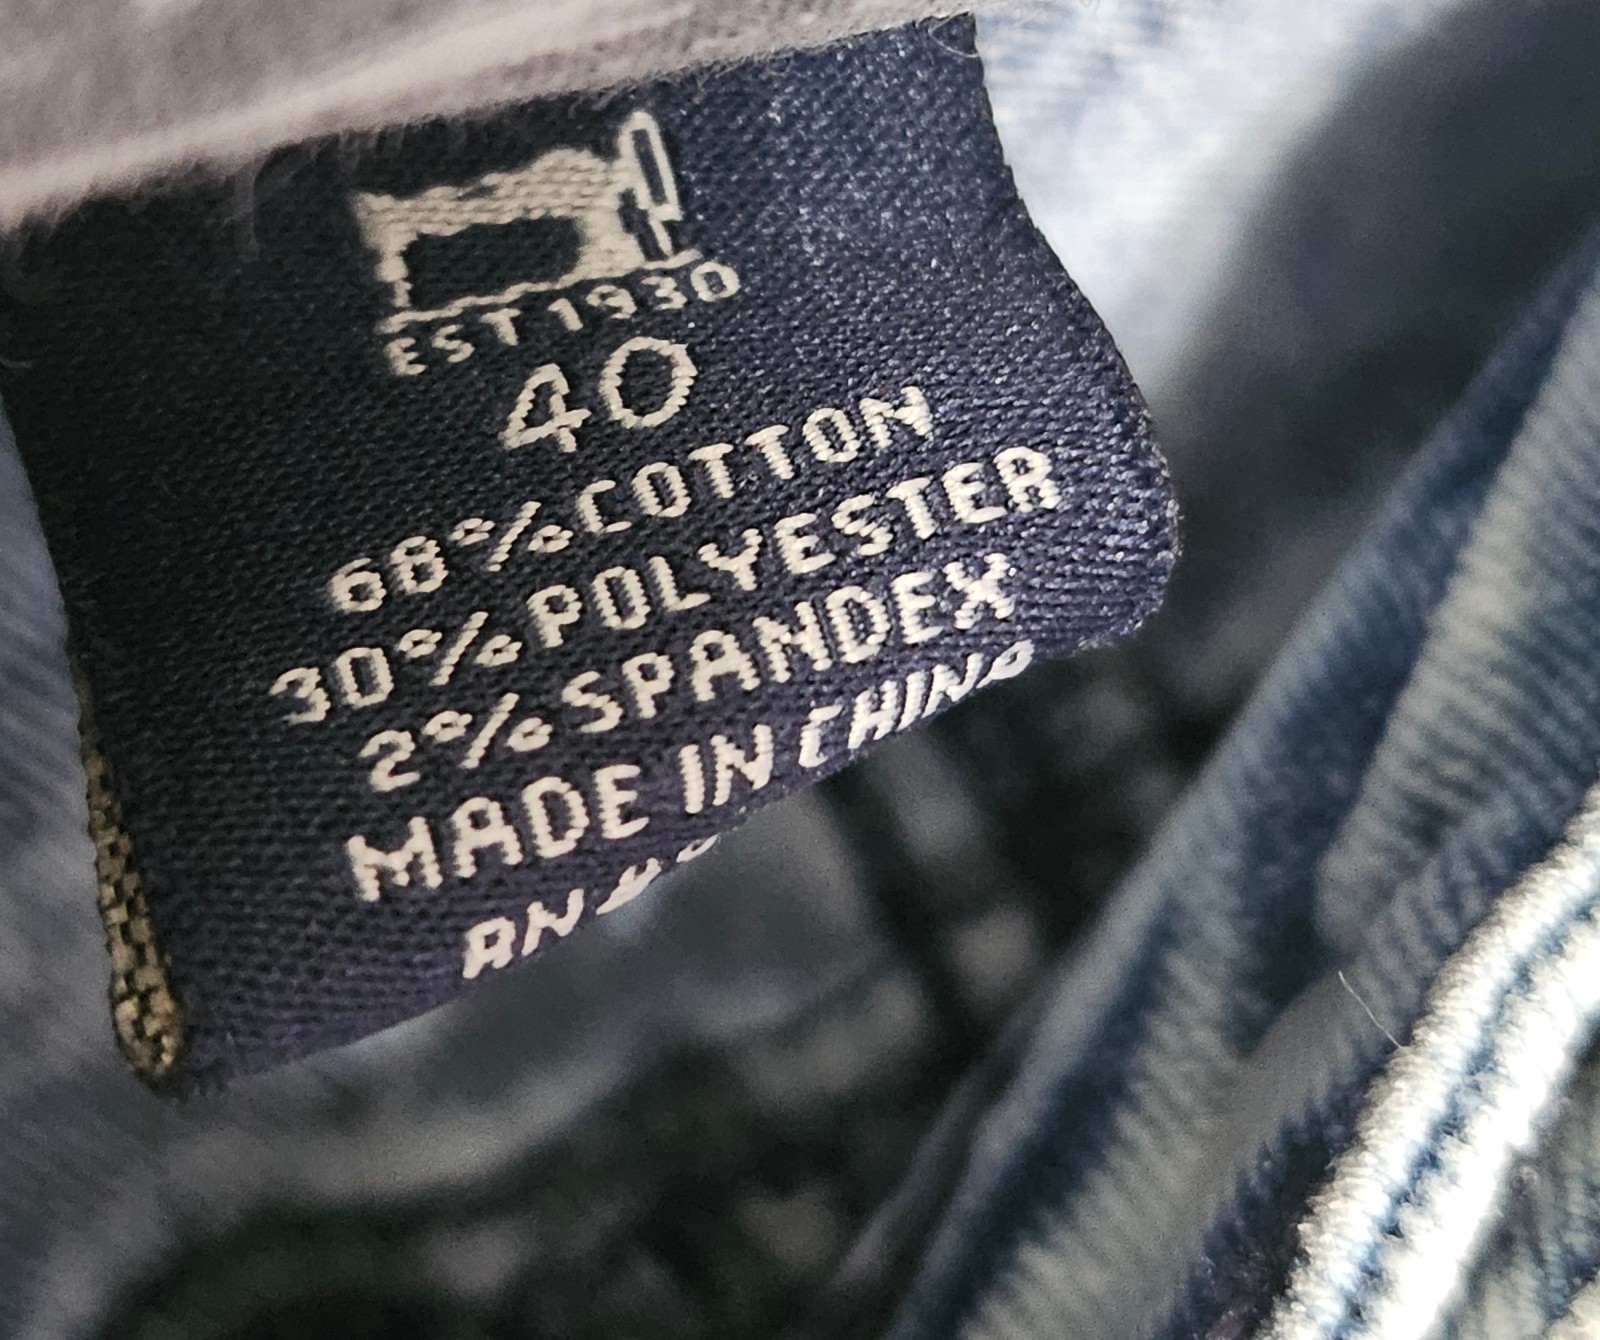 EST 1930
40
68%COTTON
30%POLYESTER
2%SPANDEX
MADE IN CHINA